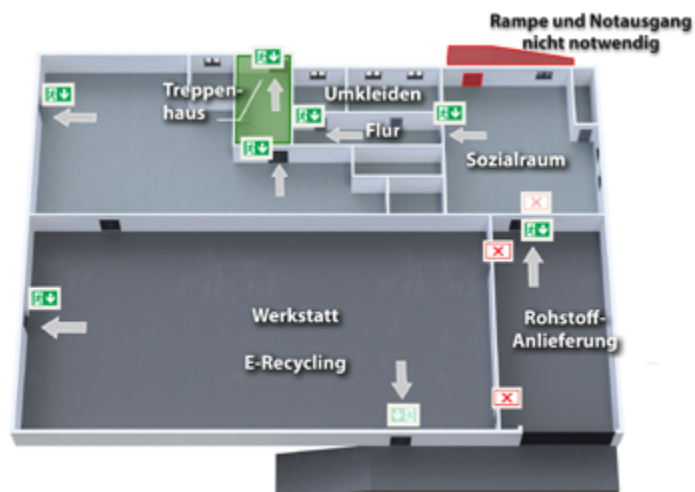 Rampe und Notausgang
nicht notwendig
Treppen-
haus
Umkleiden
Flur
Sozialraum
Werkstatt
E-Recycling
Rohstoff-
Anlieferung